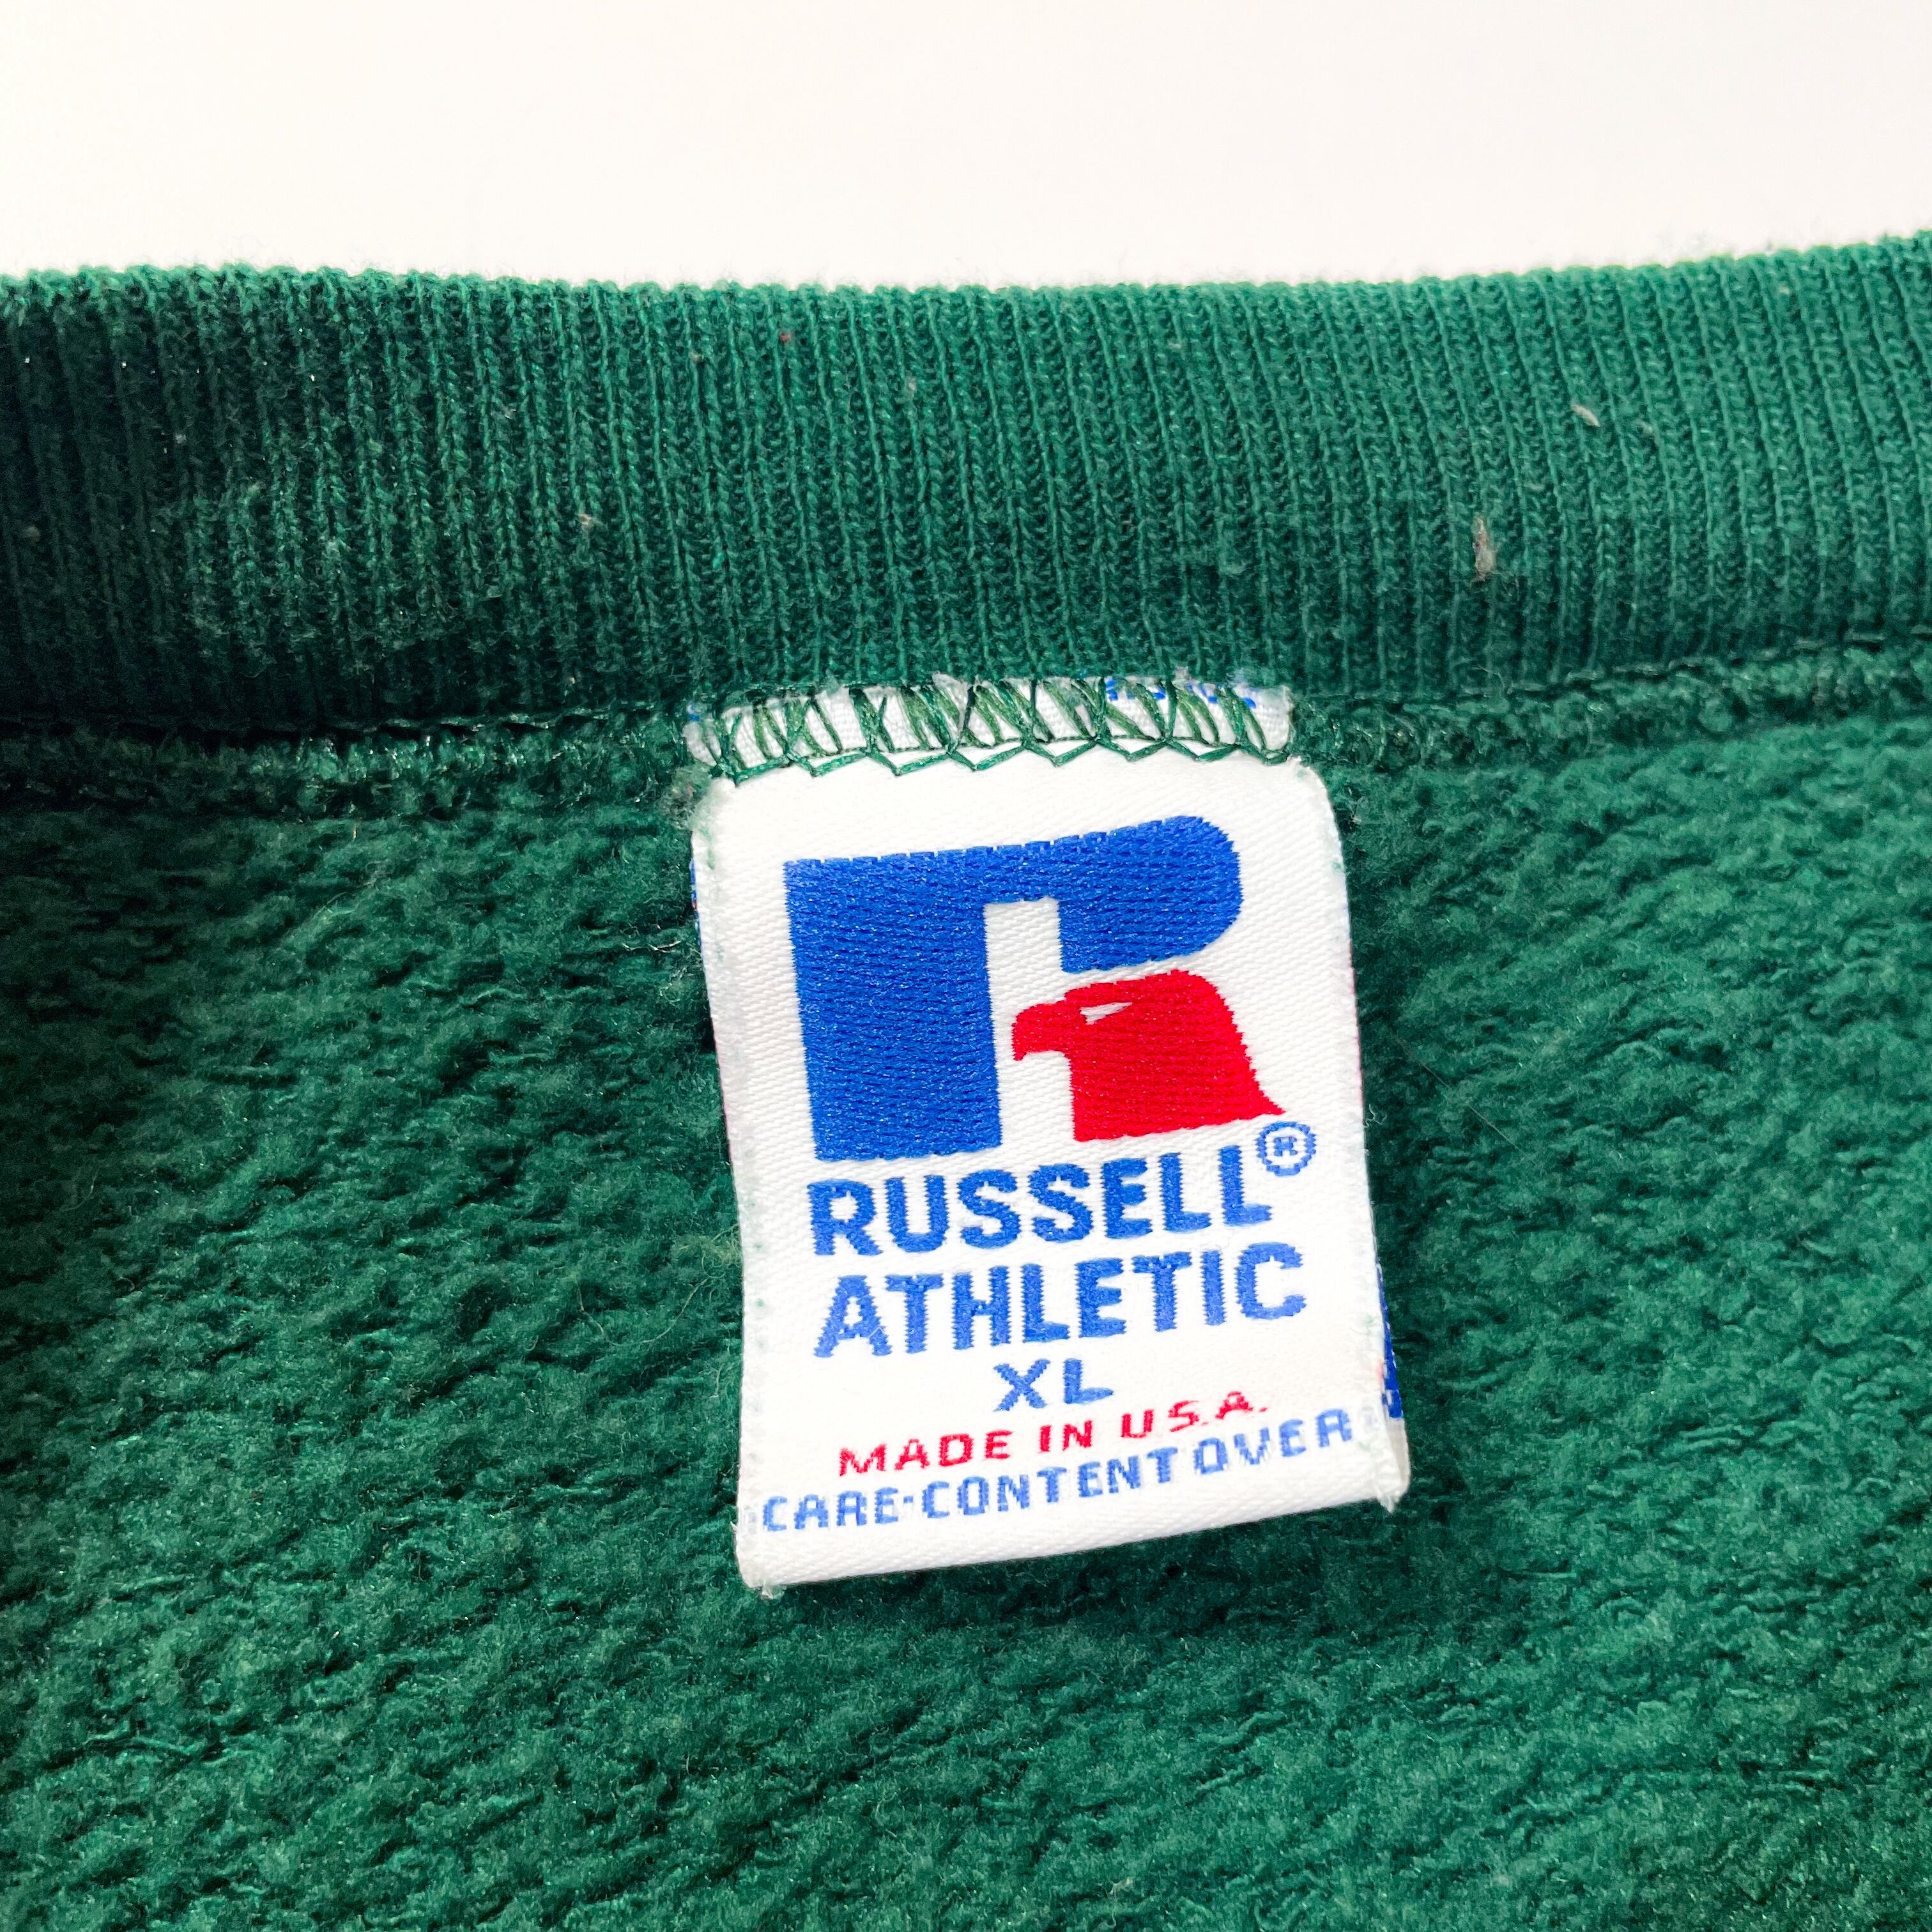 RUSSELL®
ATHLETIC
XL
MADE IN U.S.A.
CARE-CONTENT OVER